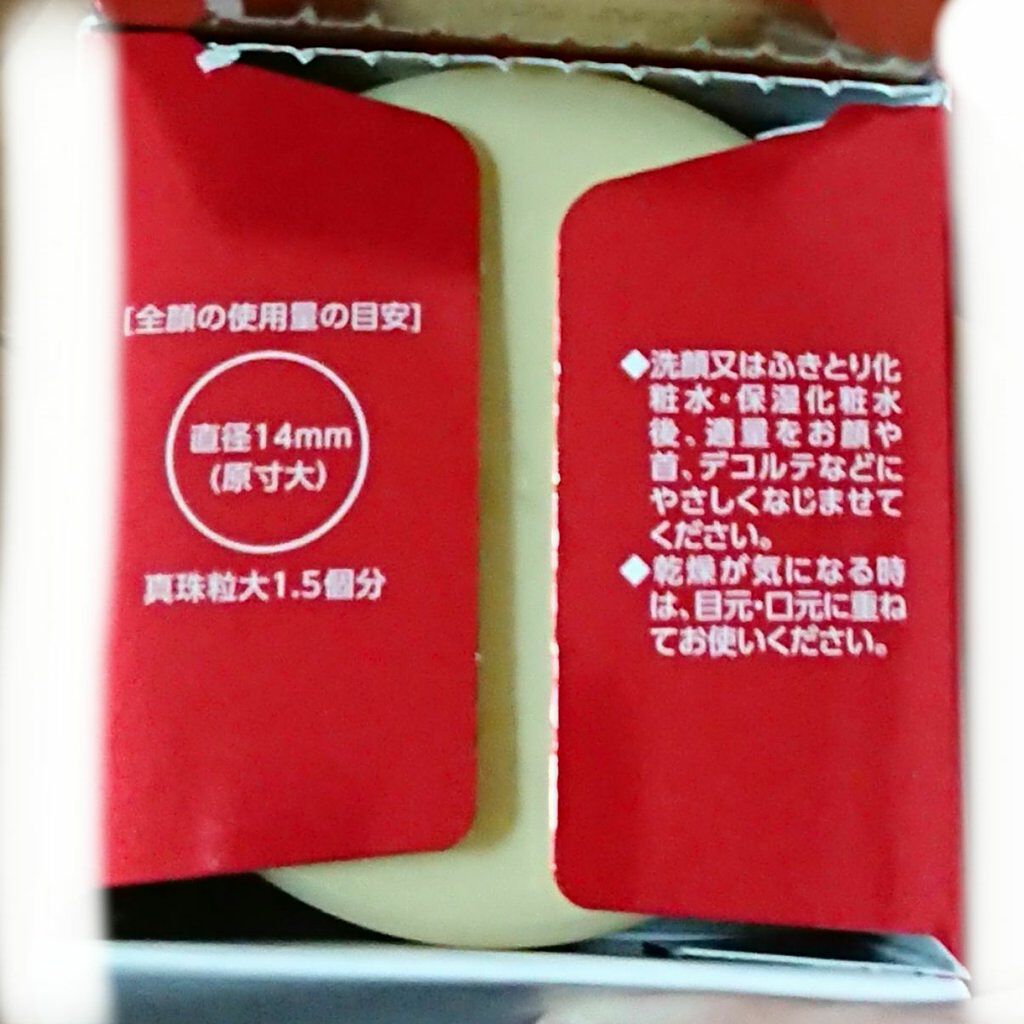 [全顔の使用量の目安]
直径14mm
(原寸大)
真珠粒大1.5個分
◆洗顔又はふきとり化
粧水・保湿化粧水
後、適量をお顔や
首、デコルテなどに
やさしくなじませて
ください。
◆乾燥が気になる時
は、目元・口元に重ね
てお使いください。